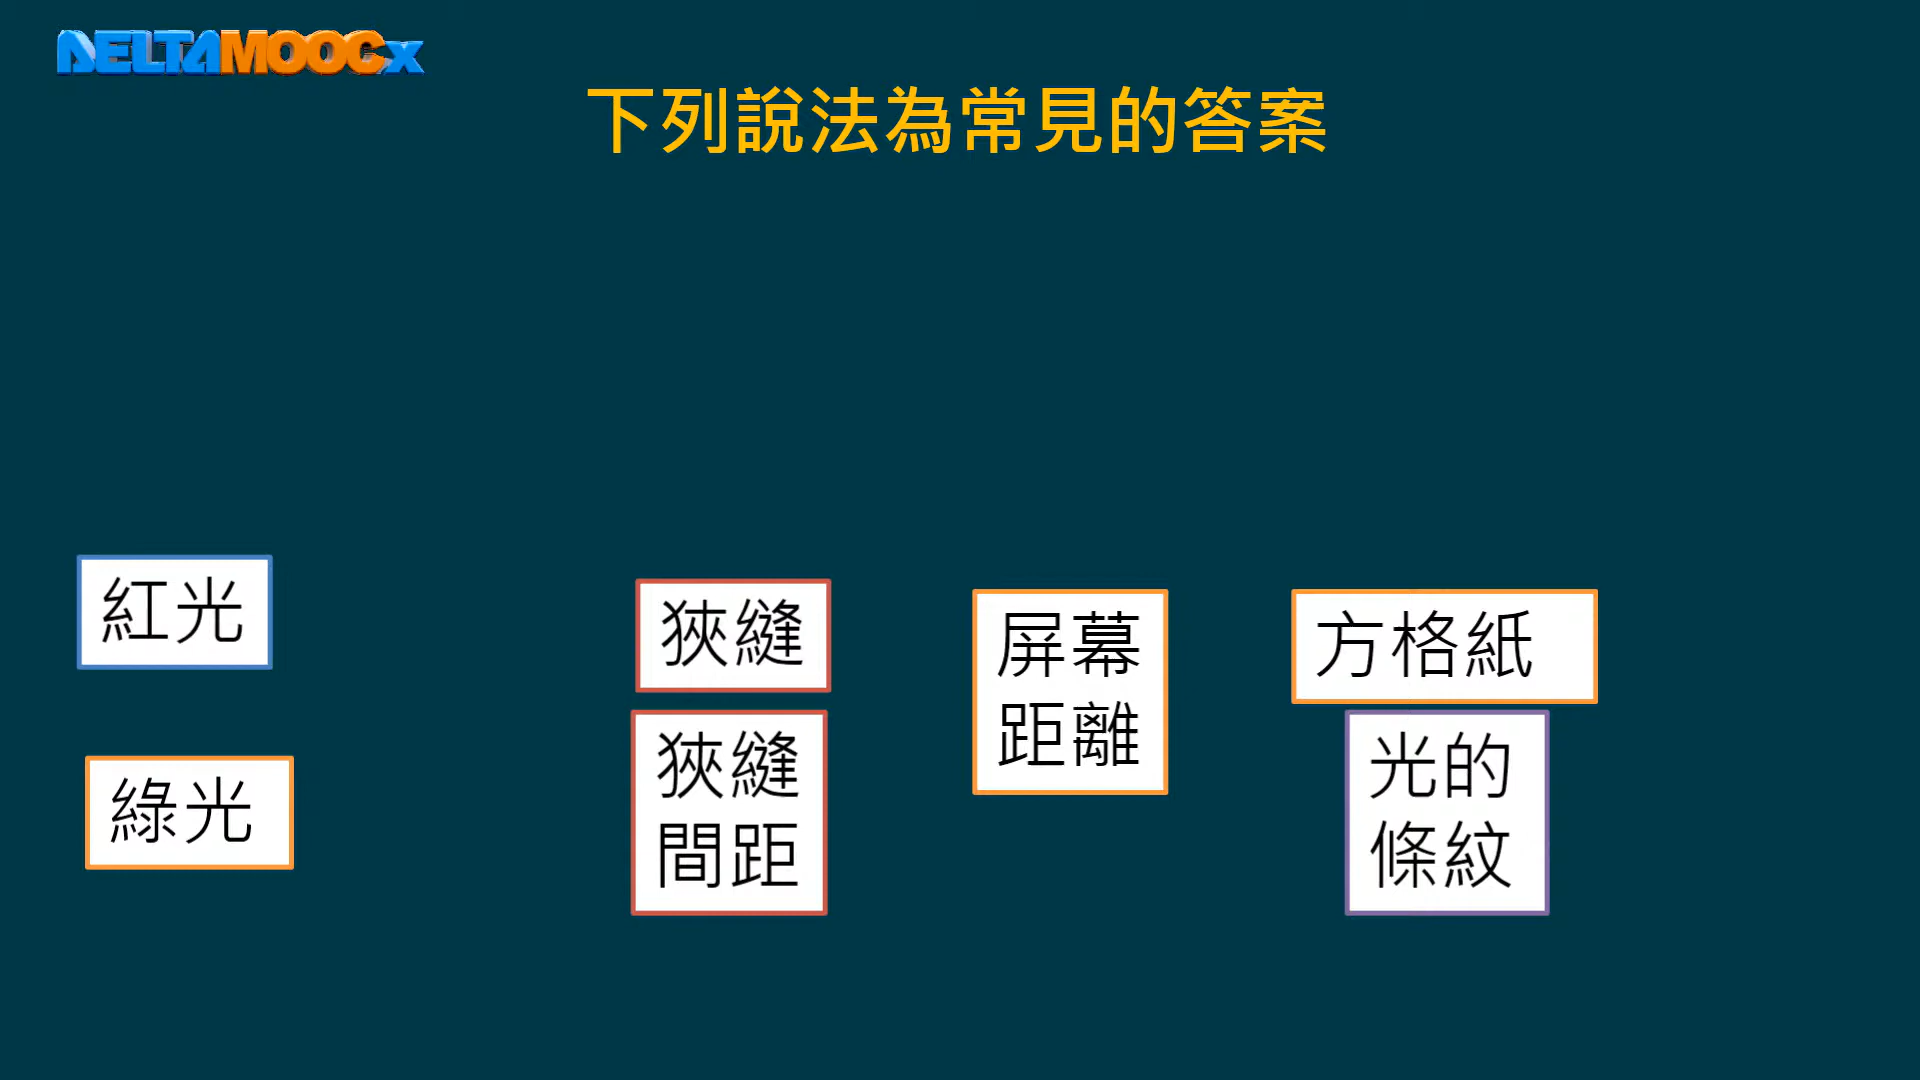 DELTAMOOCx
下列說法為常見的答案
紅光
綠光
狹縫
狹縫
間距
屏幕
距離
方格紙
光的
條紋